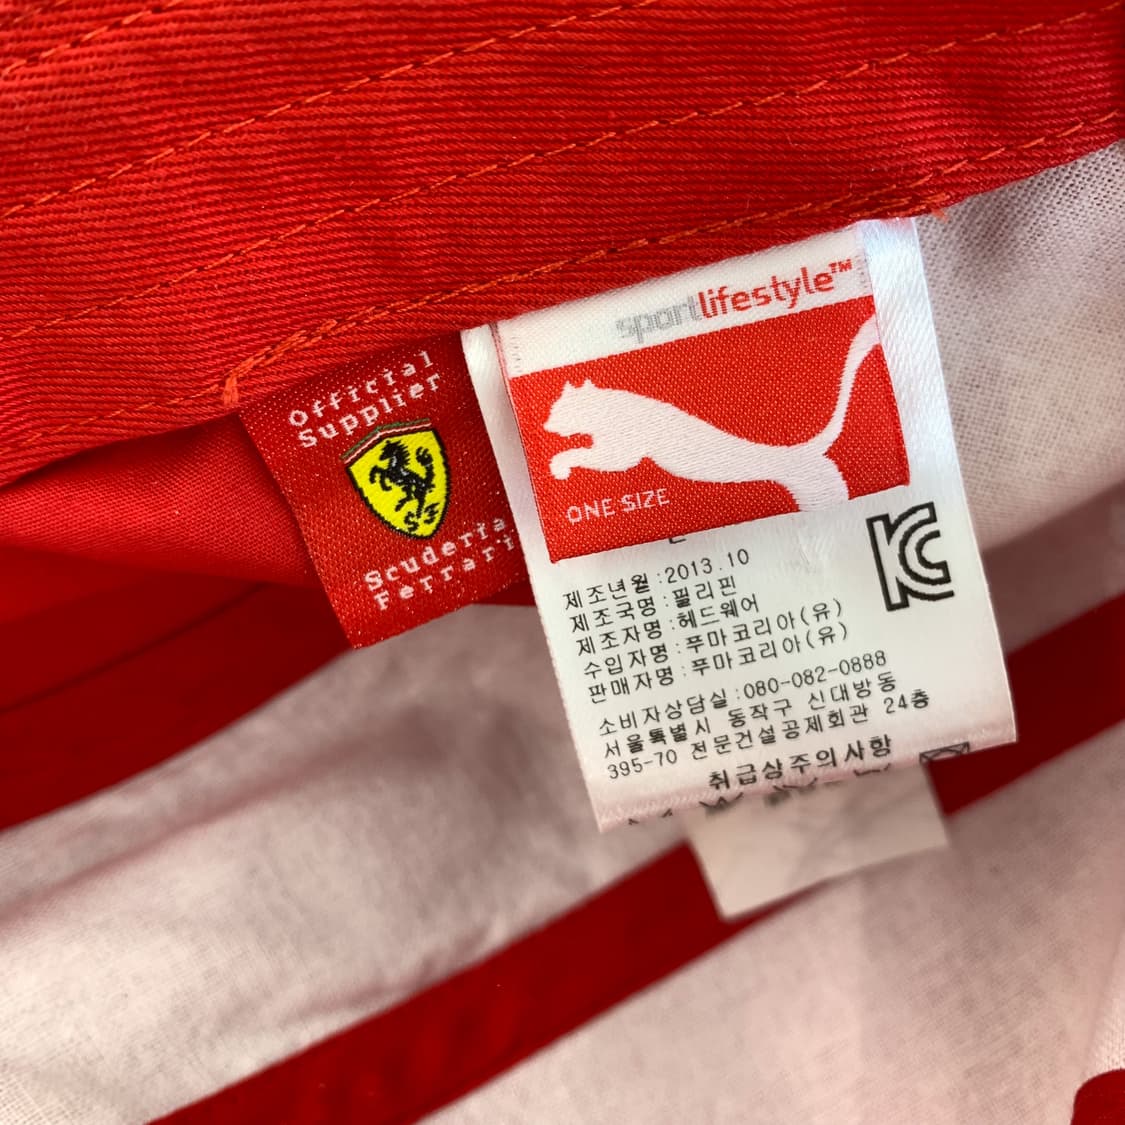 Official
Supplier
SF
Scuderia
Ferrari
sportlifestyle™
ONE SIZE
제조년월:2013.10
제조국명:필리핀
제조자명:헤드웨어
수입자명:푸마코리아(유)
판매자명:푸마코리아(유)
소비자상담실:080-082-0888
서울특별시 동작구 신대방동
395-70 전문건설공제회관 24층
취급상주의사항